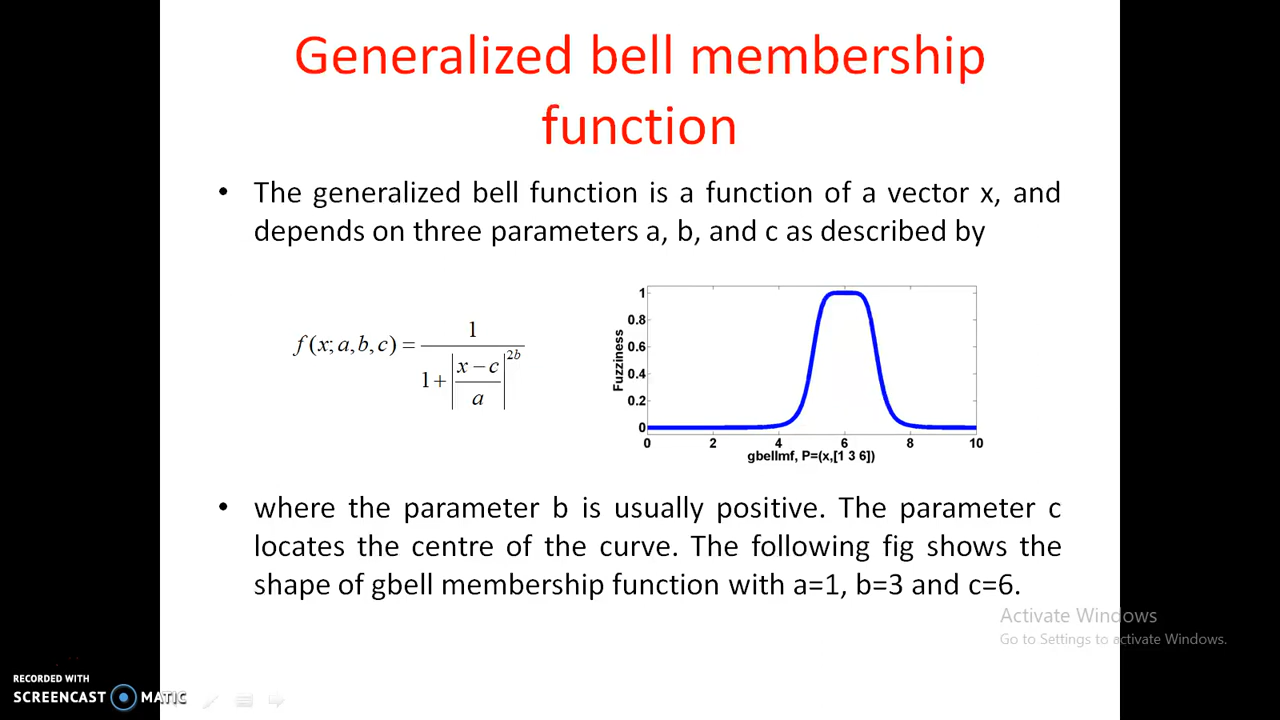 Generalized bell membership
function
• The generalized bell function is a function of a vector x, and
depends on three parameters a, b, and c as described by
f(x; a, b, c) = 1 / (1 + |(x − c) / a|^2b)
1
0.8
0.6
0.4
0.2
0
Fuzziness
0 2 4 6 8 10
gbellmf, P=(x,[1 3 6])
• where the parameter b is usually positive. The parameter c
locates the centre of the curve. The following fig shows the
shape of gbell membership function with a=1, b=3 and c=6.
Activate Windows
Go to Settings to activate Windows.
RECORDED WITH
SCREENCAST MATIC